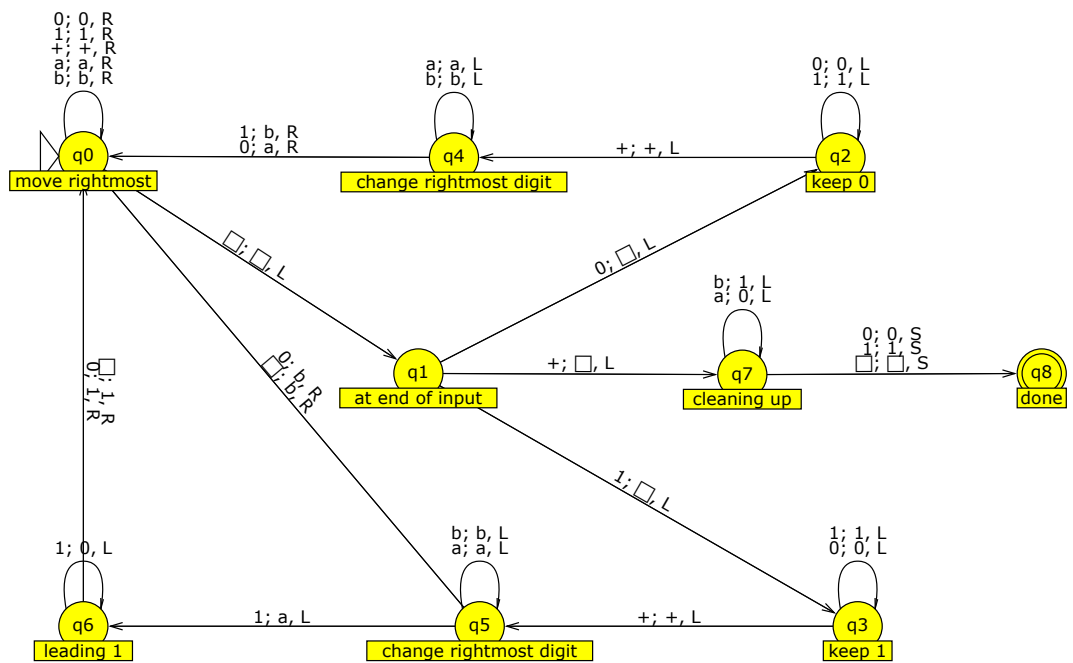 0; 0, R
1; 1, R
+; +, R
a; a, R
b; b, R
a; a, L
b; b, L
0; 0, L
1; 1, L
q0
move rightmost
1; b, R
0; a, R
q4
change rightmost digit
+; +, L
q2
keep 0
□; □, L
0; □, L
b; 1, L
a; 0, L
0; 0, S
1; 1, S
□; □, S
□; 1, R
0; 1, R
0; b, R
□; b, R
q1
at end of input
+; □, L
q7
cleaning up
q8
done
1; □, L
1; 0, L
b; b, L
a; a, L
1; 1, L
0; 0, L
q6
leading 1
1; a, L
q5
change rightmost digit
+; +, L
q3
keep 1